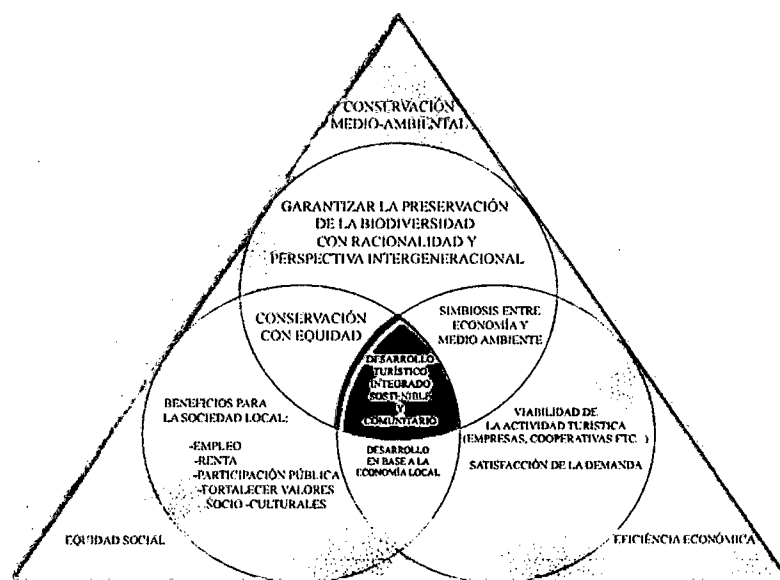 CONSERVACIÓN
MEDIO-AMBIENTAL
GARANTIZAR LA PRESERVACIÓN
DE LA BIODIVERSIDAD
CON RACIONALIDAD Y
PERSPECTIVA INTERGENERACIONAL
CONSERVACIÓN
CON EQUIDAD
SIMBIOSIS ENTRE
ECONOMÍA Y
MEDIO AMBIENTE
DESARROLLO
TURÍSTICO
INTEGRADO
SOSTENIBLE
Y
COMUNITARIO
BENEFICIOS PARA
LA SOCIEDAD LOCAL:
-EMPLEO
-RENTA
-PARTICIPACIÓN PÚBLICA
-FORTALECER VALORES
SOCIO-CULTURALES
DESARROLLO
EN BASE A LA
ECONOMÍA LOCAL
VIABILIDAD DE
LA ACTIVIDAD TURÍSTICA
(EMPRESAS, COOPERATIVAS ETC...)
SATISFACCIÓN DE LA DEMANDA
EQUIDAD SOCIAL
EFICIÊNCIA ECONÓMICA